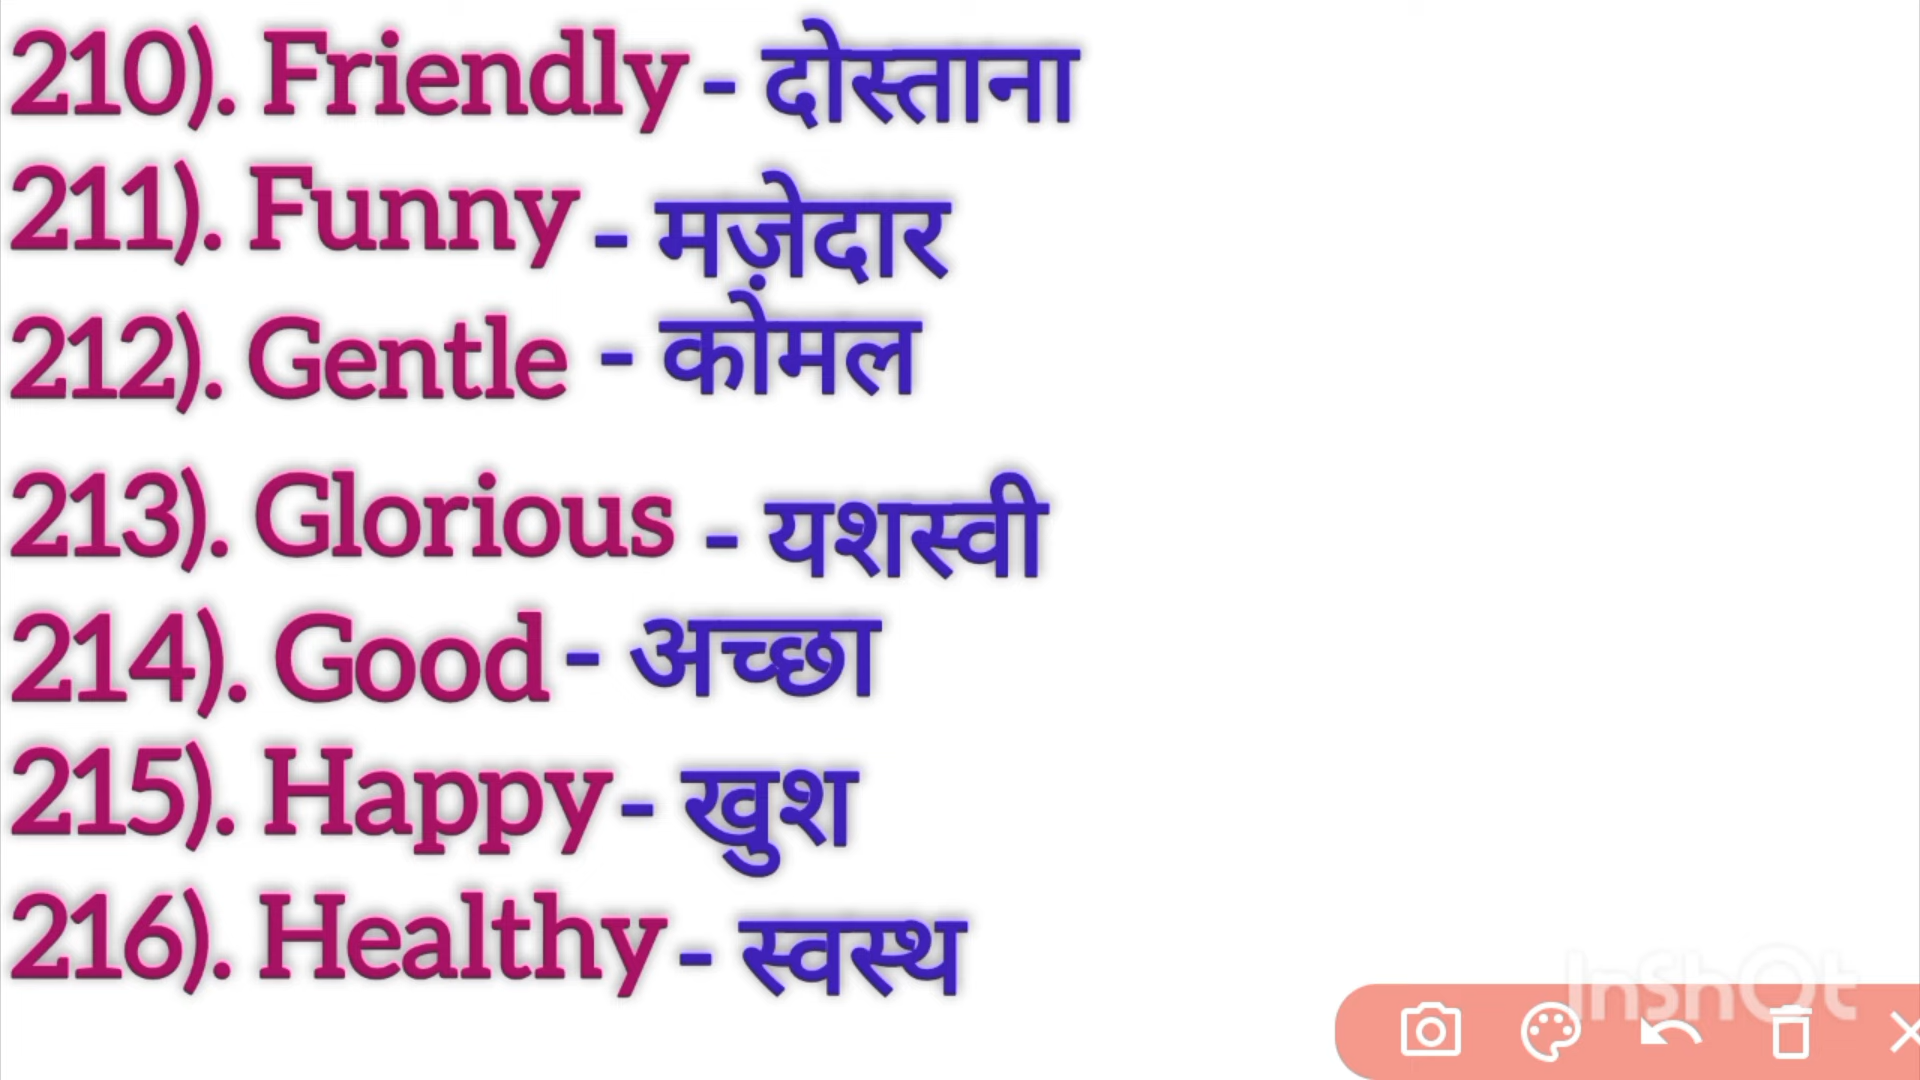 210). Friendly - दोस्ताना
211). Funny - मज़ेदार
212). Gentle - कोमल
213). Glorious - यशस्वी
214). Good - अच्छा
215). Happy - खुश
216). Healthy - स्वस्थ
InShOt